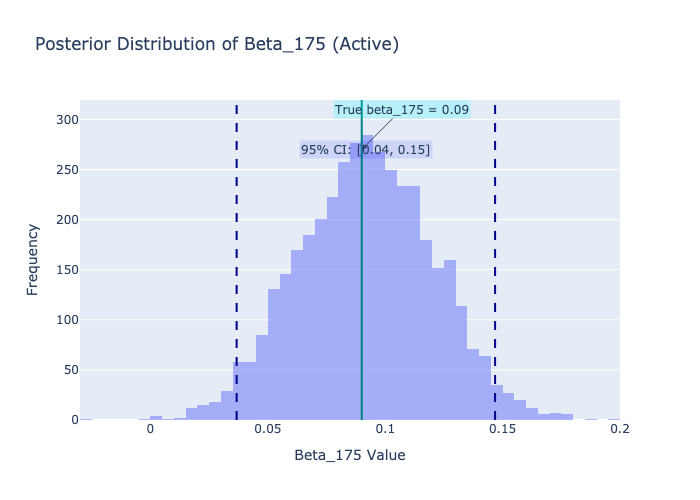 Posterior Distribution of Beta_175 (Active)
True beta_175 = 0.09
95% CI: [0.04, 0.15]
300
250
200
150
100
50
0
Frequency
0
0.05
0.1
0.15
0.2
Beta_175 Value